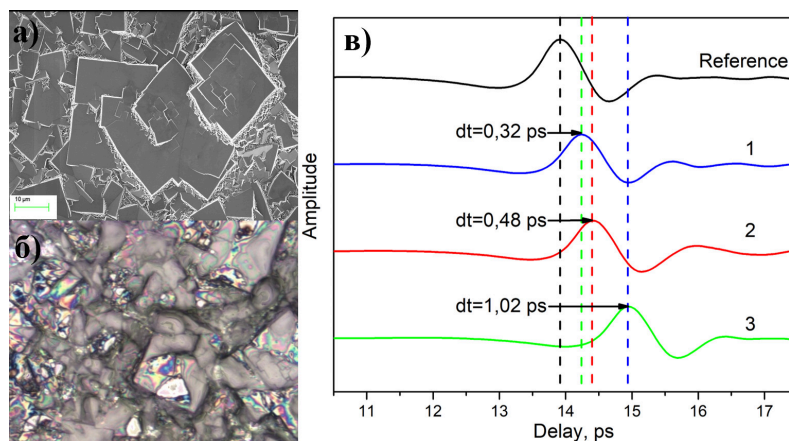 а)
10 µm
б)
в)
Reference
dt=0,32 ps
1
dt=0,48 ps
2
dt=1,02 ps
3
Amplitude
11 12 13 14 15 16 17
Delay, ps